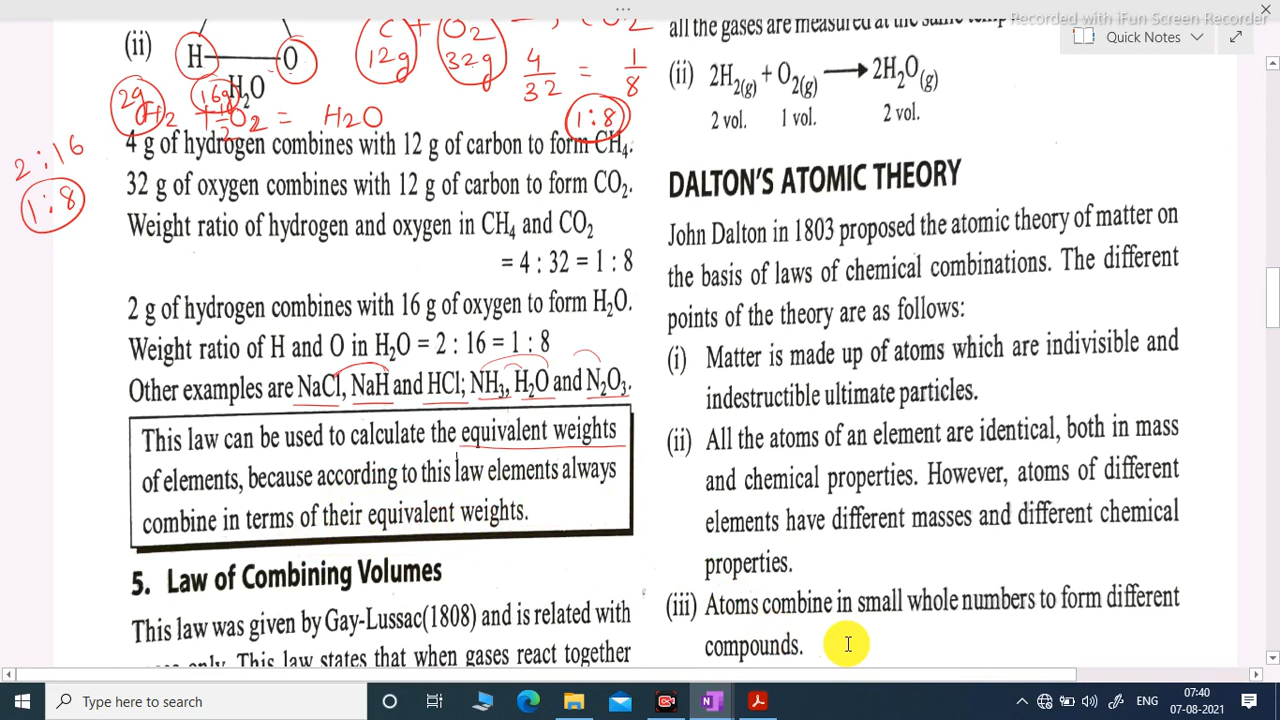 Recorded with iFun Screen Recorder
Quick Notes
(ii) H O
H2O
C + O2
12g 32g
4/32 = 1/8
1:8
2g 16g
H2 + 1/2 O2 = H2O
2:16
1:8
4 g of hydrogen combines with 12 g of carbon to form CH4.
32 g of oxygen combines with 12 g of carbon to form CO2.
Weight ratio of hydrogen and oxygen in CH4 and CO2
= 4 : 32 = 1 : 8
2 g of hydrogen combines with 16 g of oxygen to form H2O.
Weight ratio of H and O in H2O = 2 : 16 = 1 : 8
Other examples are NaCl, NaH and HCl; NH3, H2O and N2O3.
This law can be used to calculate the equivalent weights
of elements, because according to this law elements always
combine in terms of their equivalent weights.
5. Law of Combining Volumes
This law was given by Gay-Lussac(1808) and is related with
only. This law states that when gases react together
all the gases are measured at the same
(ii) 2H2(g) + O2(g) ⟶ 2H2O(g)
2 vol. 1 vol. 2 vol.
DALTON'S ATOMIC THEORY
John Dalton in 1803 proposed the atomic theory of matter on
the basis of laws of chemical combinations. The different
points of the theory are as follows:
(i) Matter is made up of atoms which are indivisible and
indestructible ultimate particles.
(ii) All the atoms of an element are identical, both in mass
and chemical properties. However, atoms of different
elements have different masses and different chemical
properties.
(iii) Atoms combine in small whole numbers to form different
compounds.
Type here to search
ENG
07:40
07-08-2021